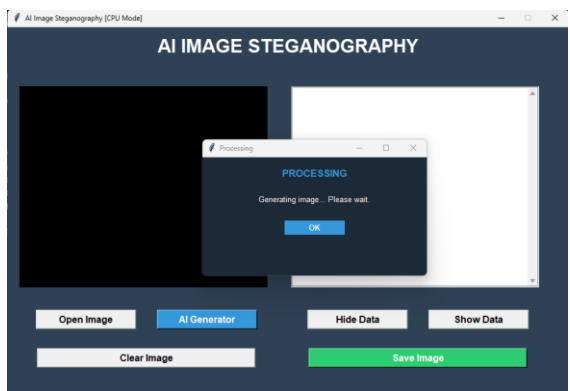 AI Image Steganography [CPU Mode]
AI IMAGE STEGANOGRAPHY
Processing
PROCESSING
Generating image... Please wait.
OK
Open Image
AI Generator
Hide Data
Show Data
Clear Image
Save Image